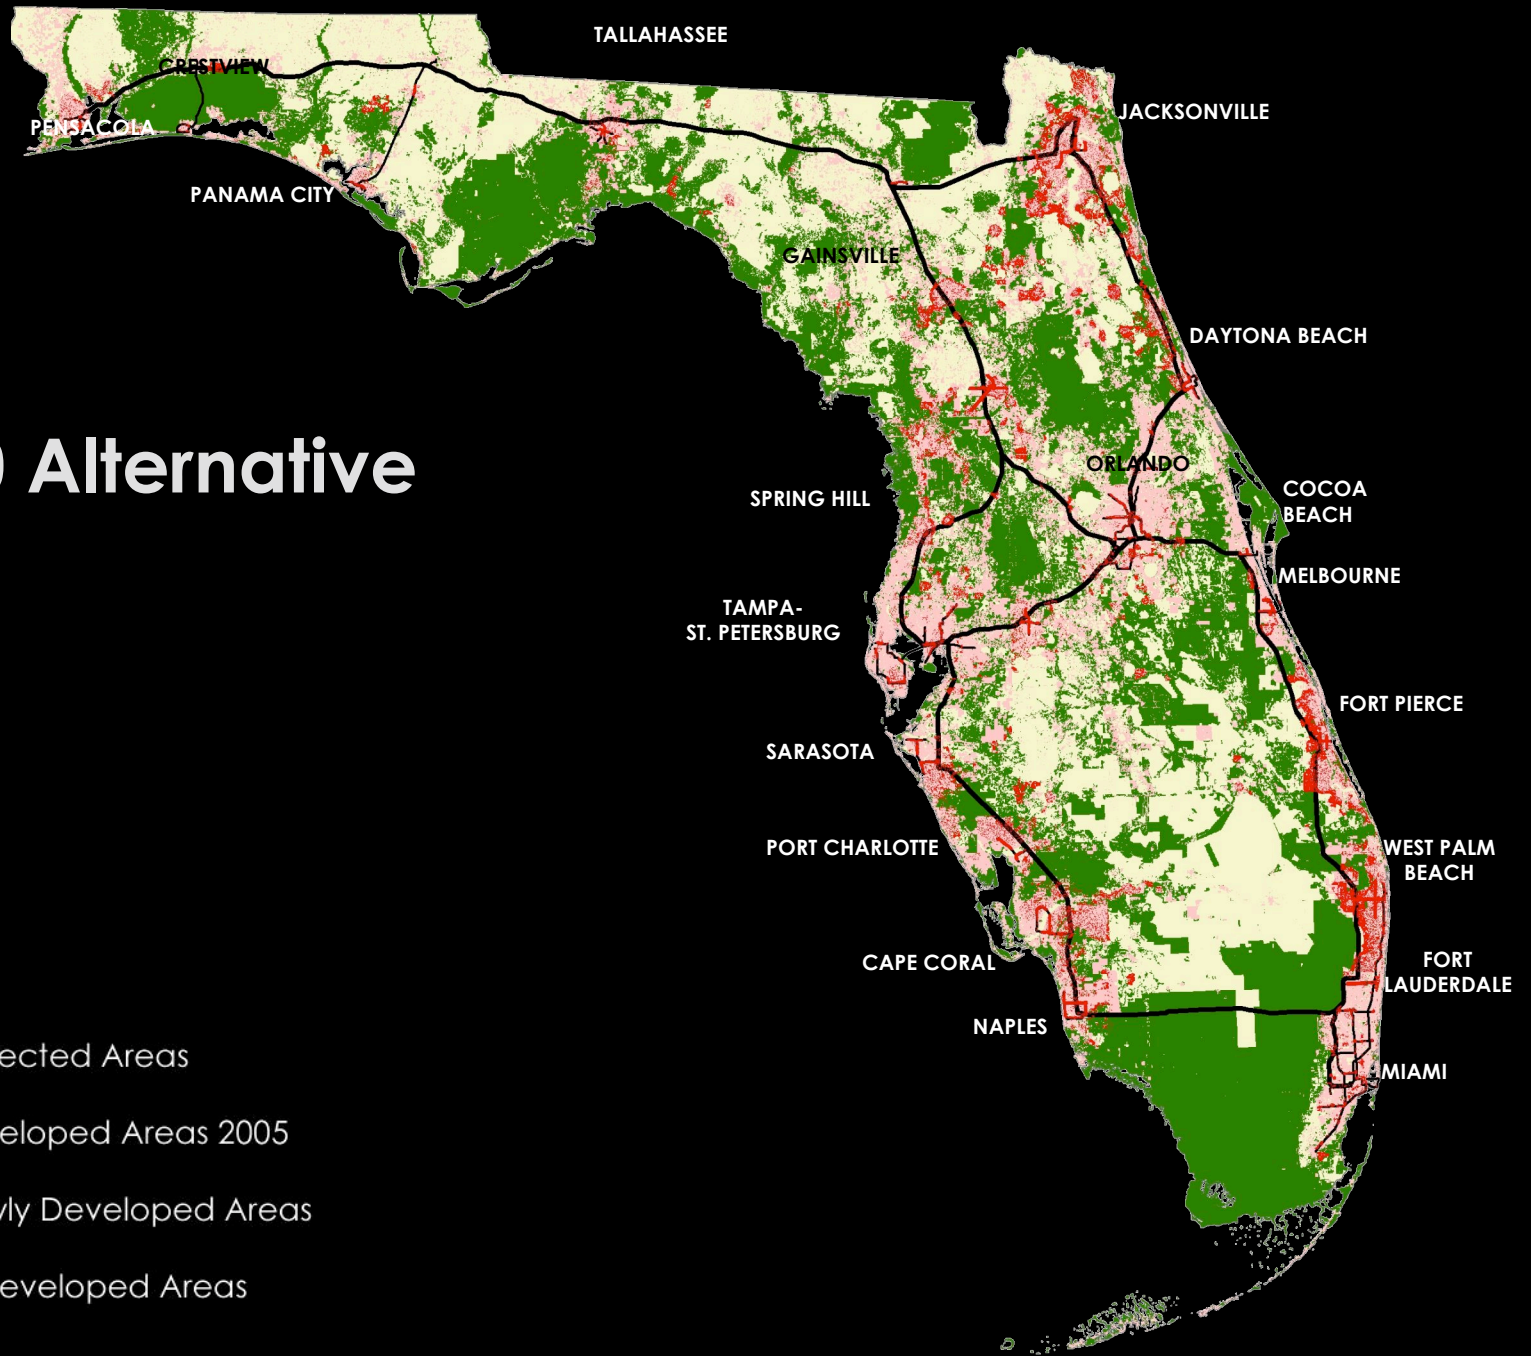 TALLAHASSEE
CRESTVIEW
JACKSONVILLE
PENSACOLA
PANAMA CITY
GAINSVILLE
DAYTONA BEACH
Alternative
ORLANDO
SPRING HILL
COCOA
BEACH
MELBOURNE
TAMPA-
ST. PETERSBURG
FORT PIERCE
SARASOTA
PORT CHARLOTTE
WEST PALM
BEACH
CAPE CORAL
FORT
LAUDERDALE
NAPLES
MIAMI
ected Areas
eloped Areas 2005
ly Developed Areas
eveloped Areas